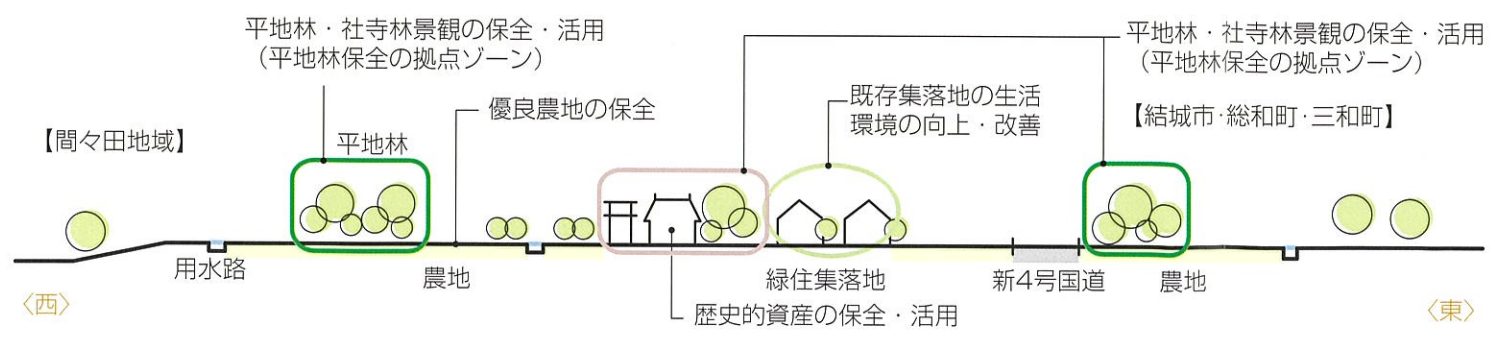 平地林・社寺林景観の保全・活用
（平地林保全の拠点ゾーン）
平地林・社寺林景観の保全・活用
（平地林保全の拠点ゾーン）
優良農地の保全
既存集落地の生活
環境の向上・改善
【間々田地域】
平地林
【結城市・総和町・三和町】
用水路
農地
緑住集落地
新4号国道
農地
〈西〉
歴史的資産の保全・活用
〈東〉